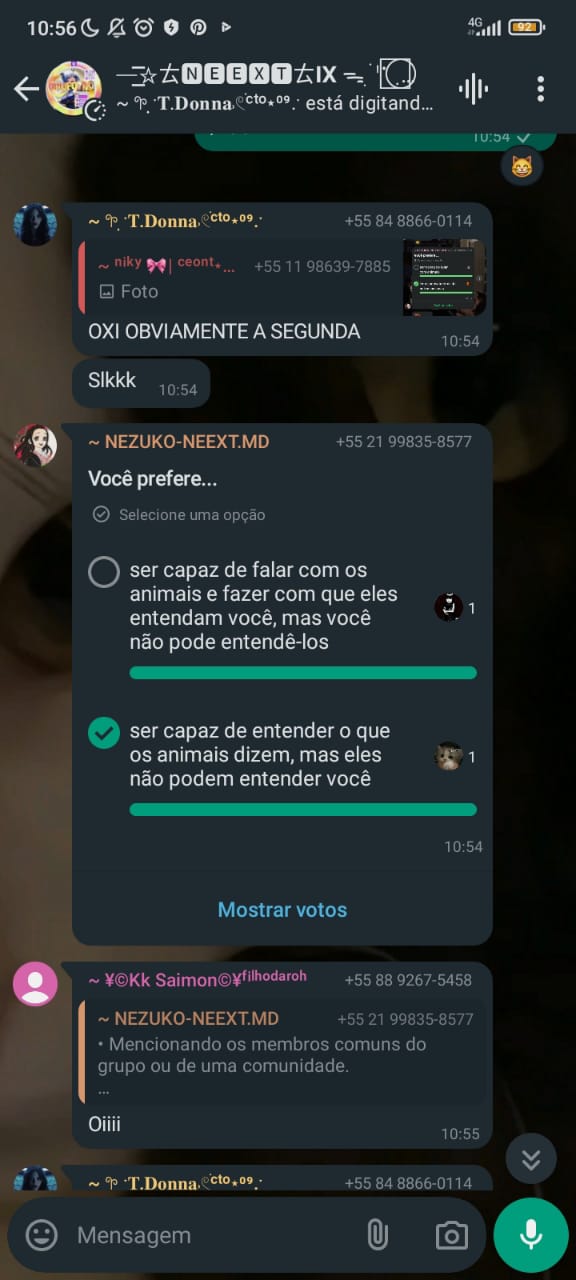 10:56 4G 92
一三☆ 去🅽🅴🅴🆇🆃去IX
~ T.Donna ᶜᵗᵒ⋆⁰⁹ está digitand...
10:54
~ T.Donna ᶜᵗᵒ⋆⁰⁹ +55 84 8866-0114
~ ⁿⁱᵏʸ 🎀| ᶜᵉᵒⁿᵗ⋆... +55 11 98639-7885
Foto
OXI OBVIAMENTE A SEGUNDA
10:54
Slkkk 10:54
~ NEZUKO-NEEXT.MD +55 21 99835-8577
Você prefere...
Selecione uma opção
ser capaz de falar com os
animais e fazer com que eles
entendam você, mas você
não pode entendê-los
1
ser capaz de entender o que
os animais dizem, mas eles
não podem entender você
1
10:54
Mostrar votos
~ ¥©Kk Saimon©¥ᶠⁱˡʰᵒᵈᵃʳᵒʰ +55 88 9267-5458
~ NEZUKO-NEEXT.MD +55 21 99835-8577
• Mencionando os membros comuns do
grupo ou de uma comunidade.
...
Oiiii
10:55
~ T.Donna ᶜᵗᵒ⋆⁰⁹ +55 84 8866-0114
Mensagem